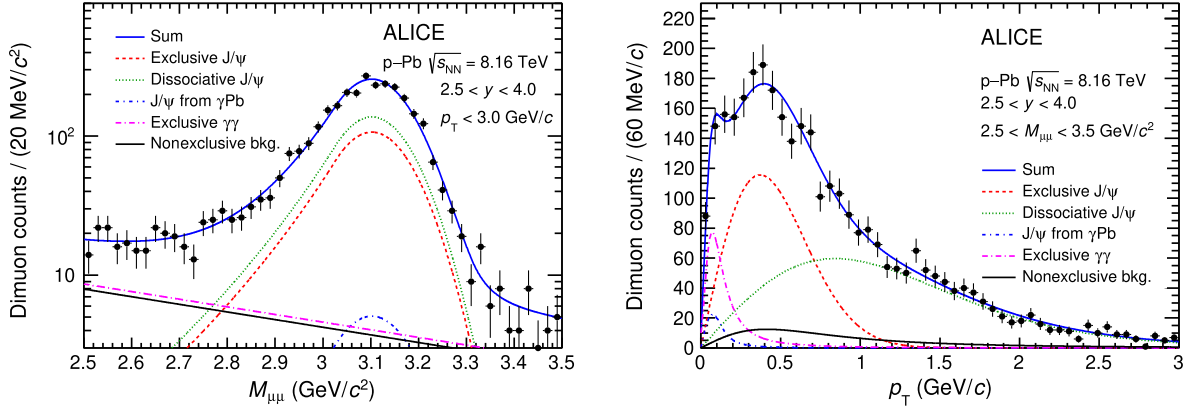 Dimuon counts / (20 MeV/c²)
10²
10
Sum
Exclusive J/ψ
Dissociative J/ψ
J/ψ from γPb
Exclusive γγ
Nonexclusive bkg.
ALICE
p–Pb √sNN = 8.16 TeV
2.5 < y < 4.0
pT < 3.0 GeV/c
2.5 2.6 2.7 2.8 2.9 3 3.1 3.2 3.3 3.4 3.5
Mμμ (GeV/c²)
Dimuon counts / (60 MeV/c)
220
200
180
160
140
120
100
80
60
40
20
0
ALICE
p–Pb √sNN = 8.16 TeV
2.5 < y < 4.0
2.5 < Mμμ < 3.5 GeV/c²
Sum
Exclusive J/ψ
Dissociative J/ψ
J/ψ from γPb
Exclusive γγ
Nonexclusive bkg.
0 0.5 1 1.5 2 2.5 3
pT (GeV/c)